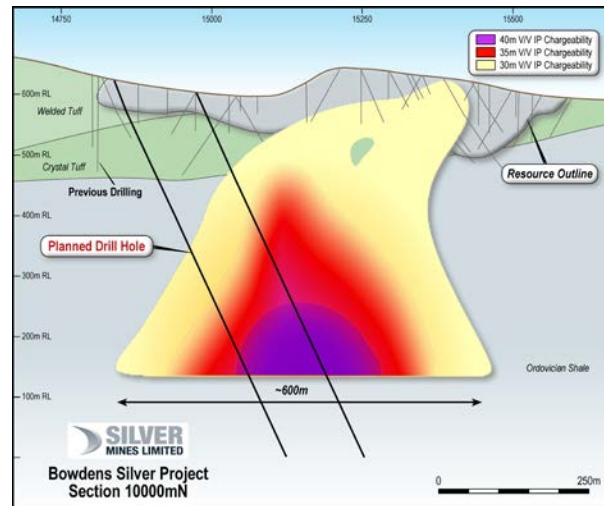 14750
15000
15250
15500
40m V/V IP Chargeability
35m V/V IP Chargeability
30m V/V IP Chargeability
600m RL
Welded Tuff
500m RL
Crystal Tuff
Previous Drilling
Resource Outline
400m RL
Planned Drill Hole
300m RL
200m RL
Ordovician Shale
100m RL
~600m
SILVER
MINES LIMITED
Bowdens Silver Project
Section 10000mN
0
250m